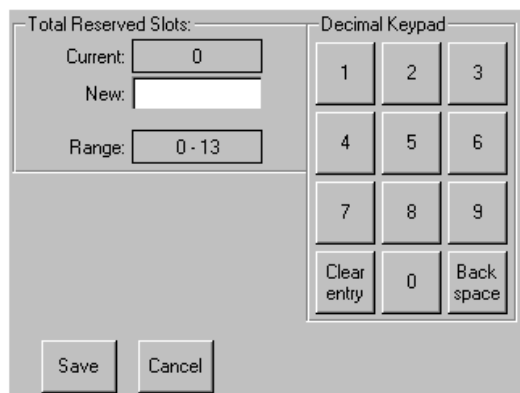 Total Reserved Slots:
Current: 0
New:
Range: 0 - 13
Decimal Keypad
1 2 3
4 5 6
7 8 9
Clear entry 0 Back space
Save Cancel